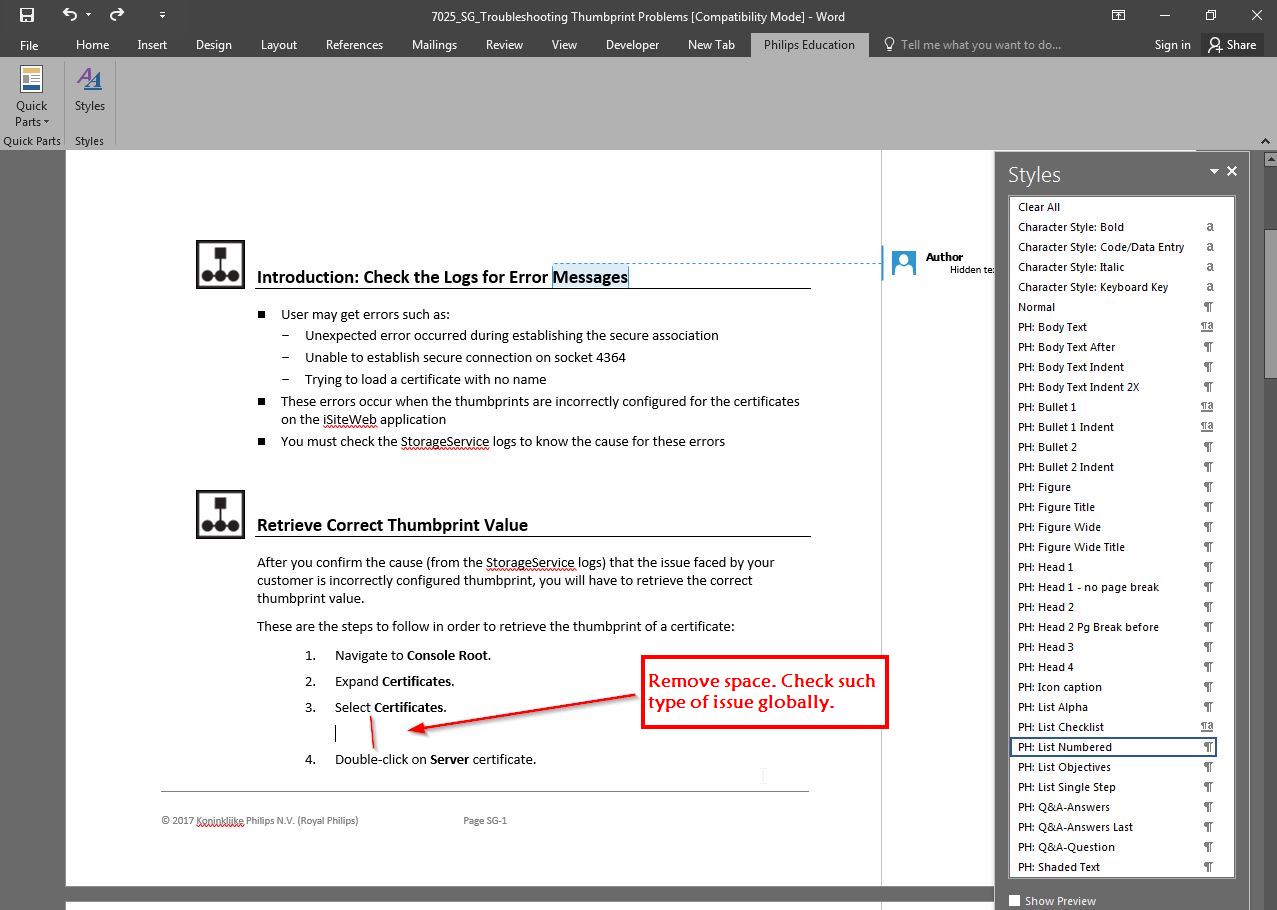 7025_SG_Troubleshooting Thumbprint Problems [Compatibility Mode] - Word
File Home Insert Design Layout References Mailings Review View Developer New Tab Philips Education Tell me what you want to do... Sign in Share
Quick Parts
Styles
Quick Parts Styles
Introduction: Check the Logs for Error Messages
User may get errors such as:
– Unexpected error occurred during establishing the secure association
– Unable to establish secure connection on socket 4364
– Trying to load a certificate with no name
These errors occur when the thumbprints are incorrectly configured for the certificates
on the iSiteWeb application
You must check the StorageService logs to know the cause for these errors
Author
Hidden te
Retrieve Correct Thumbprint Value
After you confirm the cause (from the StorageService logs) that the issue faced by your
customer is incorrectly configured thumbprint, you will have to retrieve the correct
thumbprint value.
These are the steps to follow in order to retrieve the thumbprint of a certificate:
1. Navigate to Console Root.
2. Expand Certificates.
3. Select Certificates.
4. Double-click on Server certificate.
Remove space. Check such
type of issue globally.
© 2017 Koninklijke Philips N.V. (Royal Philips) Page SG-1
Styles
Clear All
Character Style: Bold a
Character Style: Code/Data Entry a
Character Style: Italic a
Character Style: Keyboard Key a
Normal ¶
PH: Body Text ¶a
PH: Body Text After ¶
PH: Body Text Indent ¶
PH: Body Text Indent 2X ¶
PH: Bullet 1 ¶a
PH: Bullet 1 Indent ¶a
PH: Bullet 2 ¶
PH: Bullet 2 Indent ¶
PH: Figure ¶
PH: Figure Title ¶
PH: Figure Wide ¶
PH: Figure Wide Title ¶
PH: Head 1 ¶
PH: Head 1 - no page break ¶
PH: Head 2 ¶
PH: Head 2 Pg Break before ¶
PH: Head 3 ¶
PH: Head 4 ¶
PH: Icon caption ¶
PH: List Alpha ¶
PH: List Checklist ¶a
PH: List Numbered ¶
PH: List Objectives ¶
PH: List Single Step ¶
PH: Q&A-Answers ¶
PH: Q&A-Answers Last ¶
PH: Q&A-Question ¶
PH: Shaded Text ¶
Show Preview